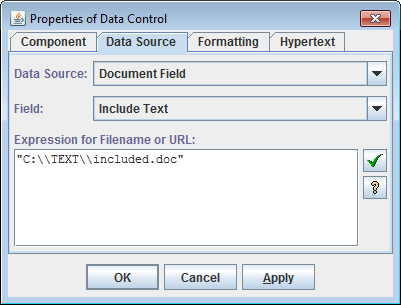 Properties of Data Control
Component Data Source Formatting Hypertext
Data Source: Document Field
Field: Include Text
Expression for Filename or URL:
"C:\\TEXT\\included.doc"
?
OK Cancel Apply